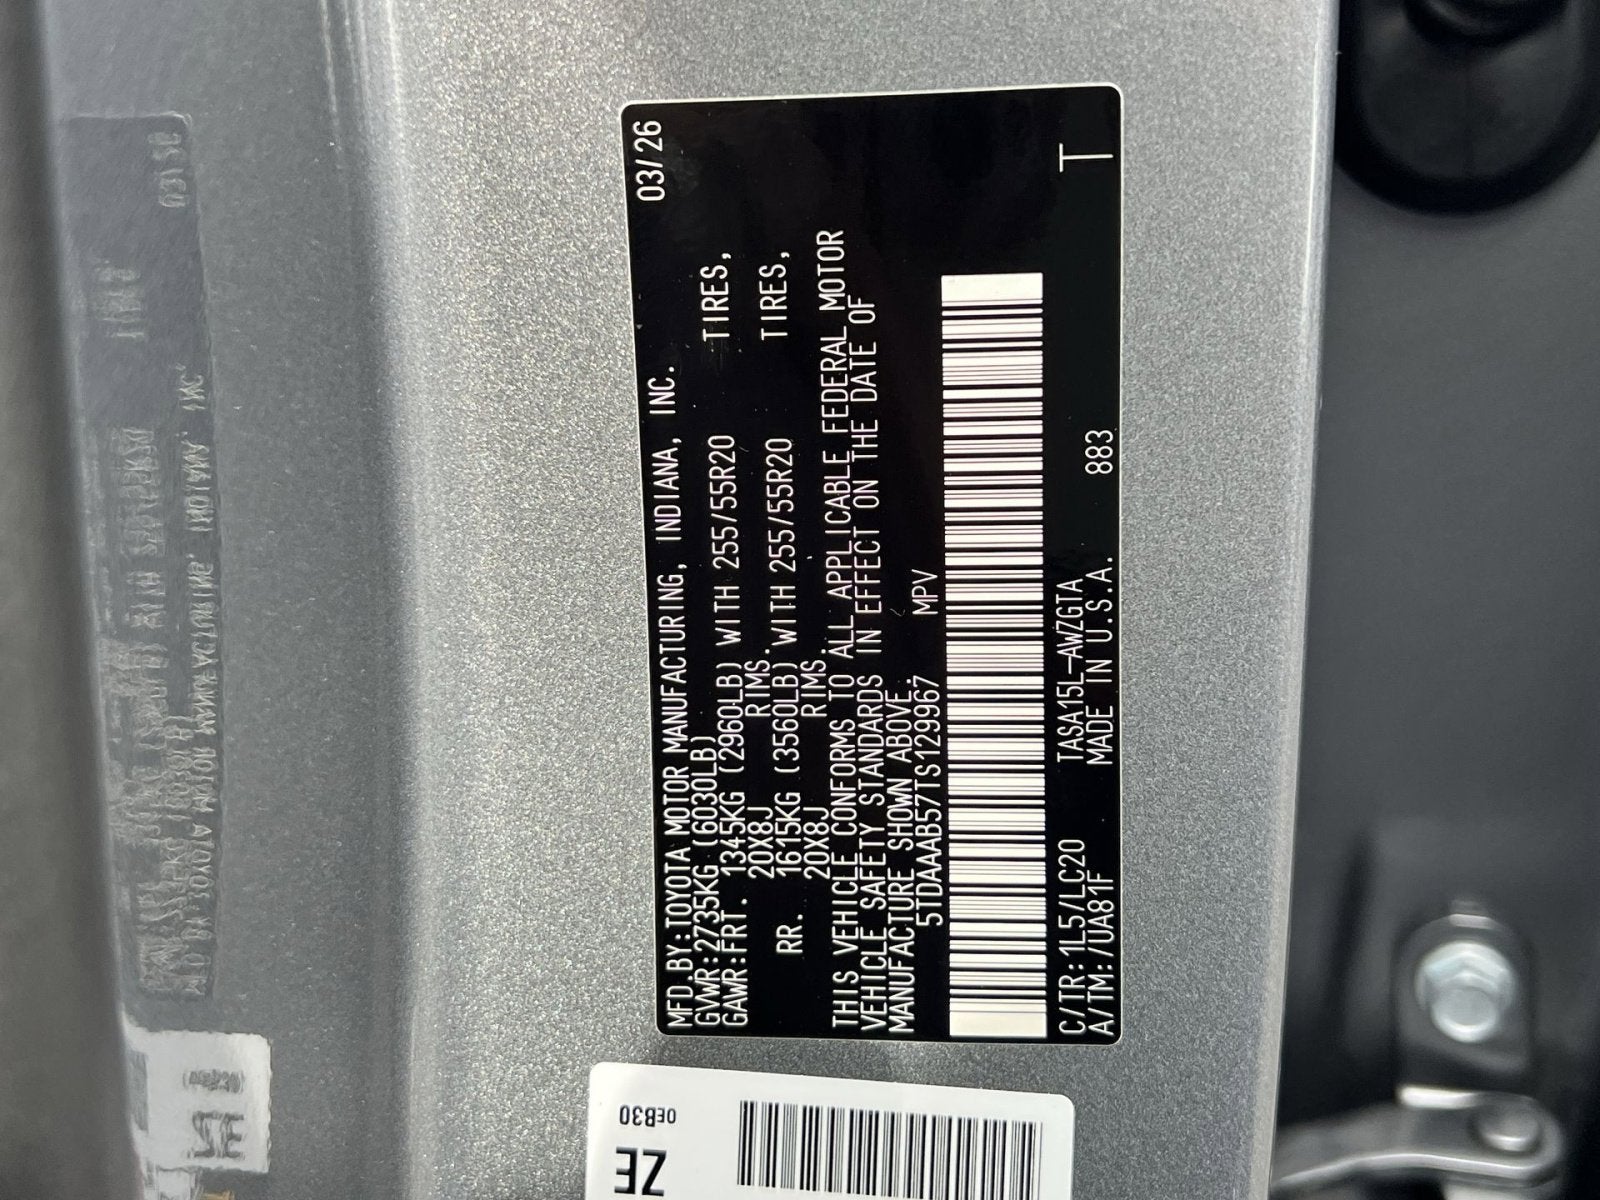 MFD.BY:TOYOTA MOTOR MANUFACTURING, INDIANA, INC. 03/26
GVWR:2735KG (6030LB)
GAWR:FRT. 1345KG (2960LB) WITH 255/55R20 TIRES,
20X8J RIMS.
RR. 1615KG (3560LB) WITH 255/55R20 TIRES,
20X8J RIMS.
THIS VEHICLE CONFORMS TO ALL APPLICABLE FEDERAL MOTOR
VEHICLE SAFETY STANDARDS IN EFFECT ON THE DATE OF
MANUFACTURE SHOWN ABOVE.
5TDAAAB57TS129967 MPV
C/TR:1L5/LC20 TASA15L-AWZGTA T
A/TM:/UA81F MADE IN U.S.A. 883
0EB30
ZE